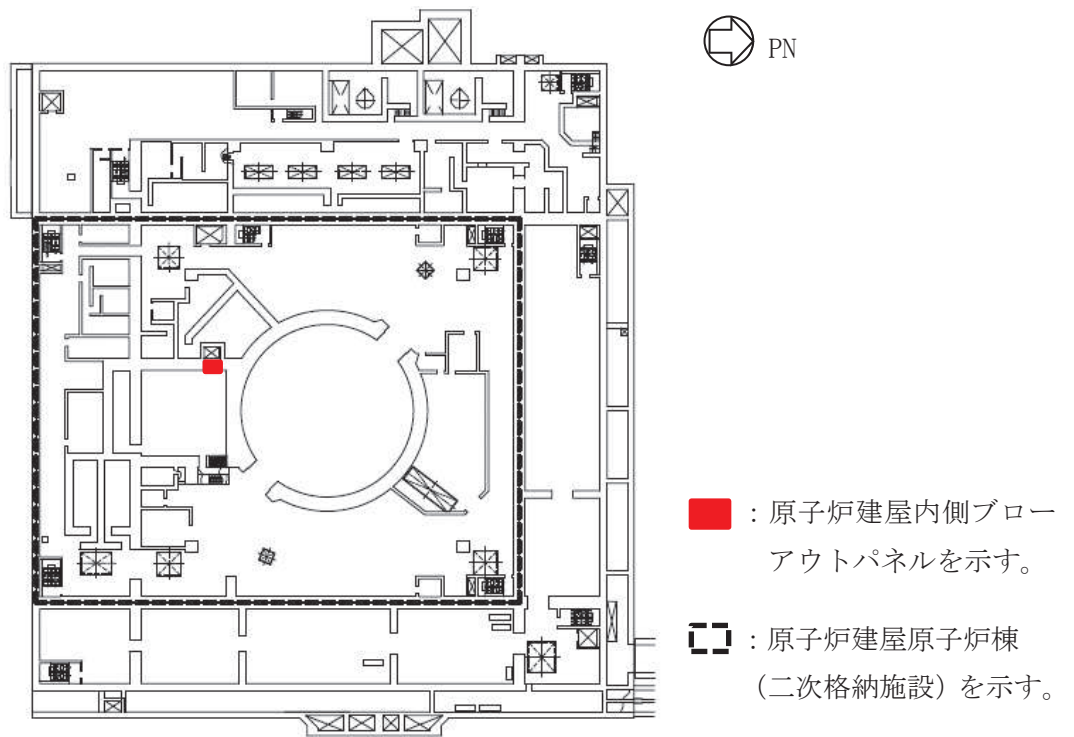 PN
：原子炉建屋内側ブロー
アウトパネルを示す。
：原子炉建屋原子炉棟
（二次格納施設）を示す。